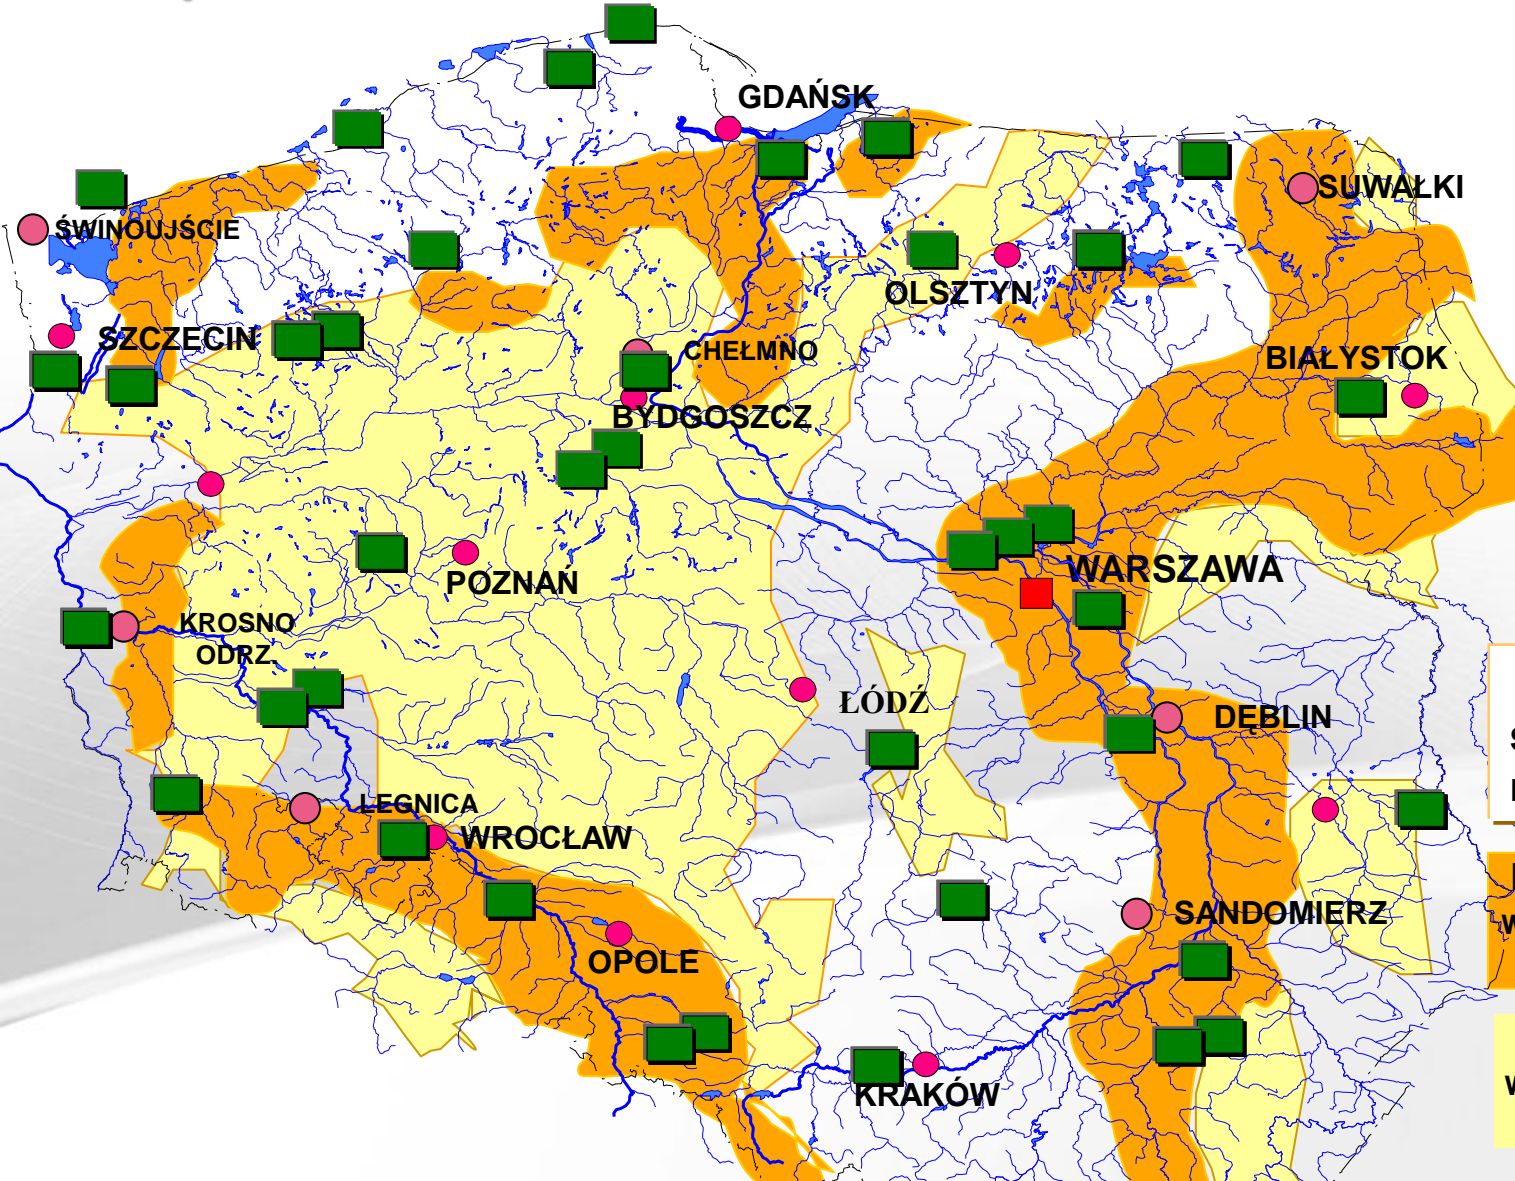 GDAŃSK
SUWAŁKI
ŚWINOUJŚCIE
OLSZTYN
SZCZECIN
CHEŁMNO
BIAŁYSTOK
BYDGOSZCZ
WARSZAWA
POZNAŃ
KROSNO
ODRZ.
ŁÓDŹ
DĘBLIN
LEGNICA
WROCŁAW
SANDOMIERZ
OPOLE
KRAKÓW